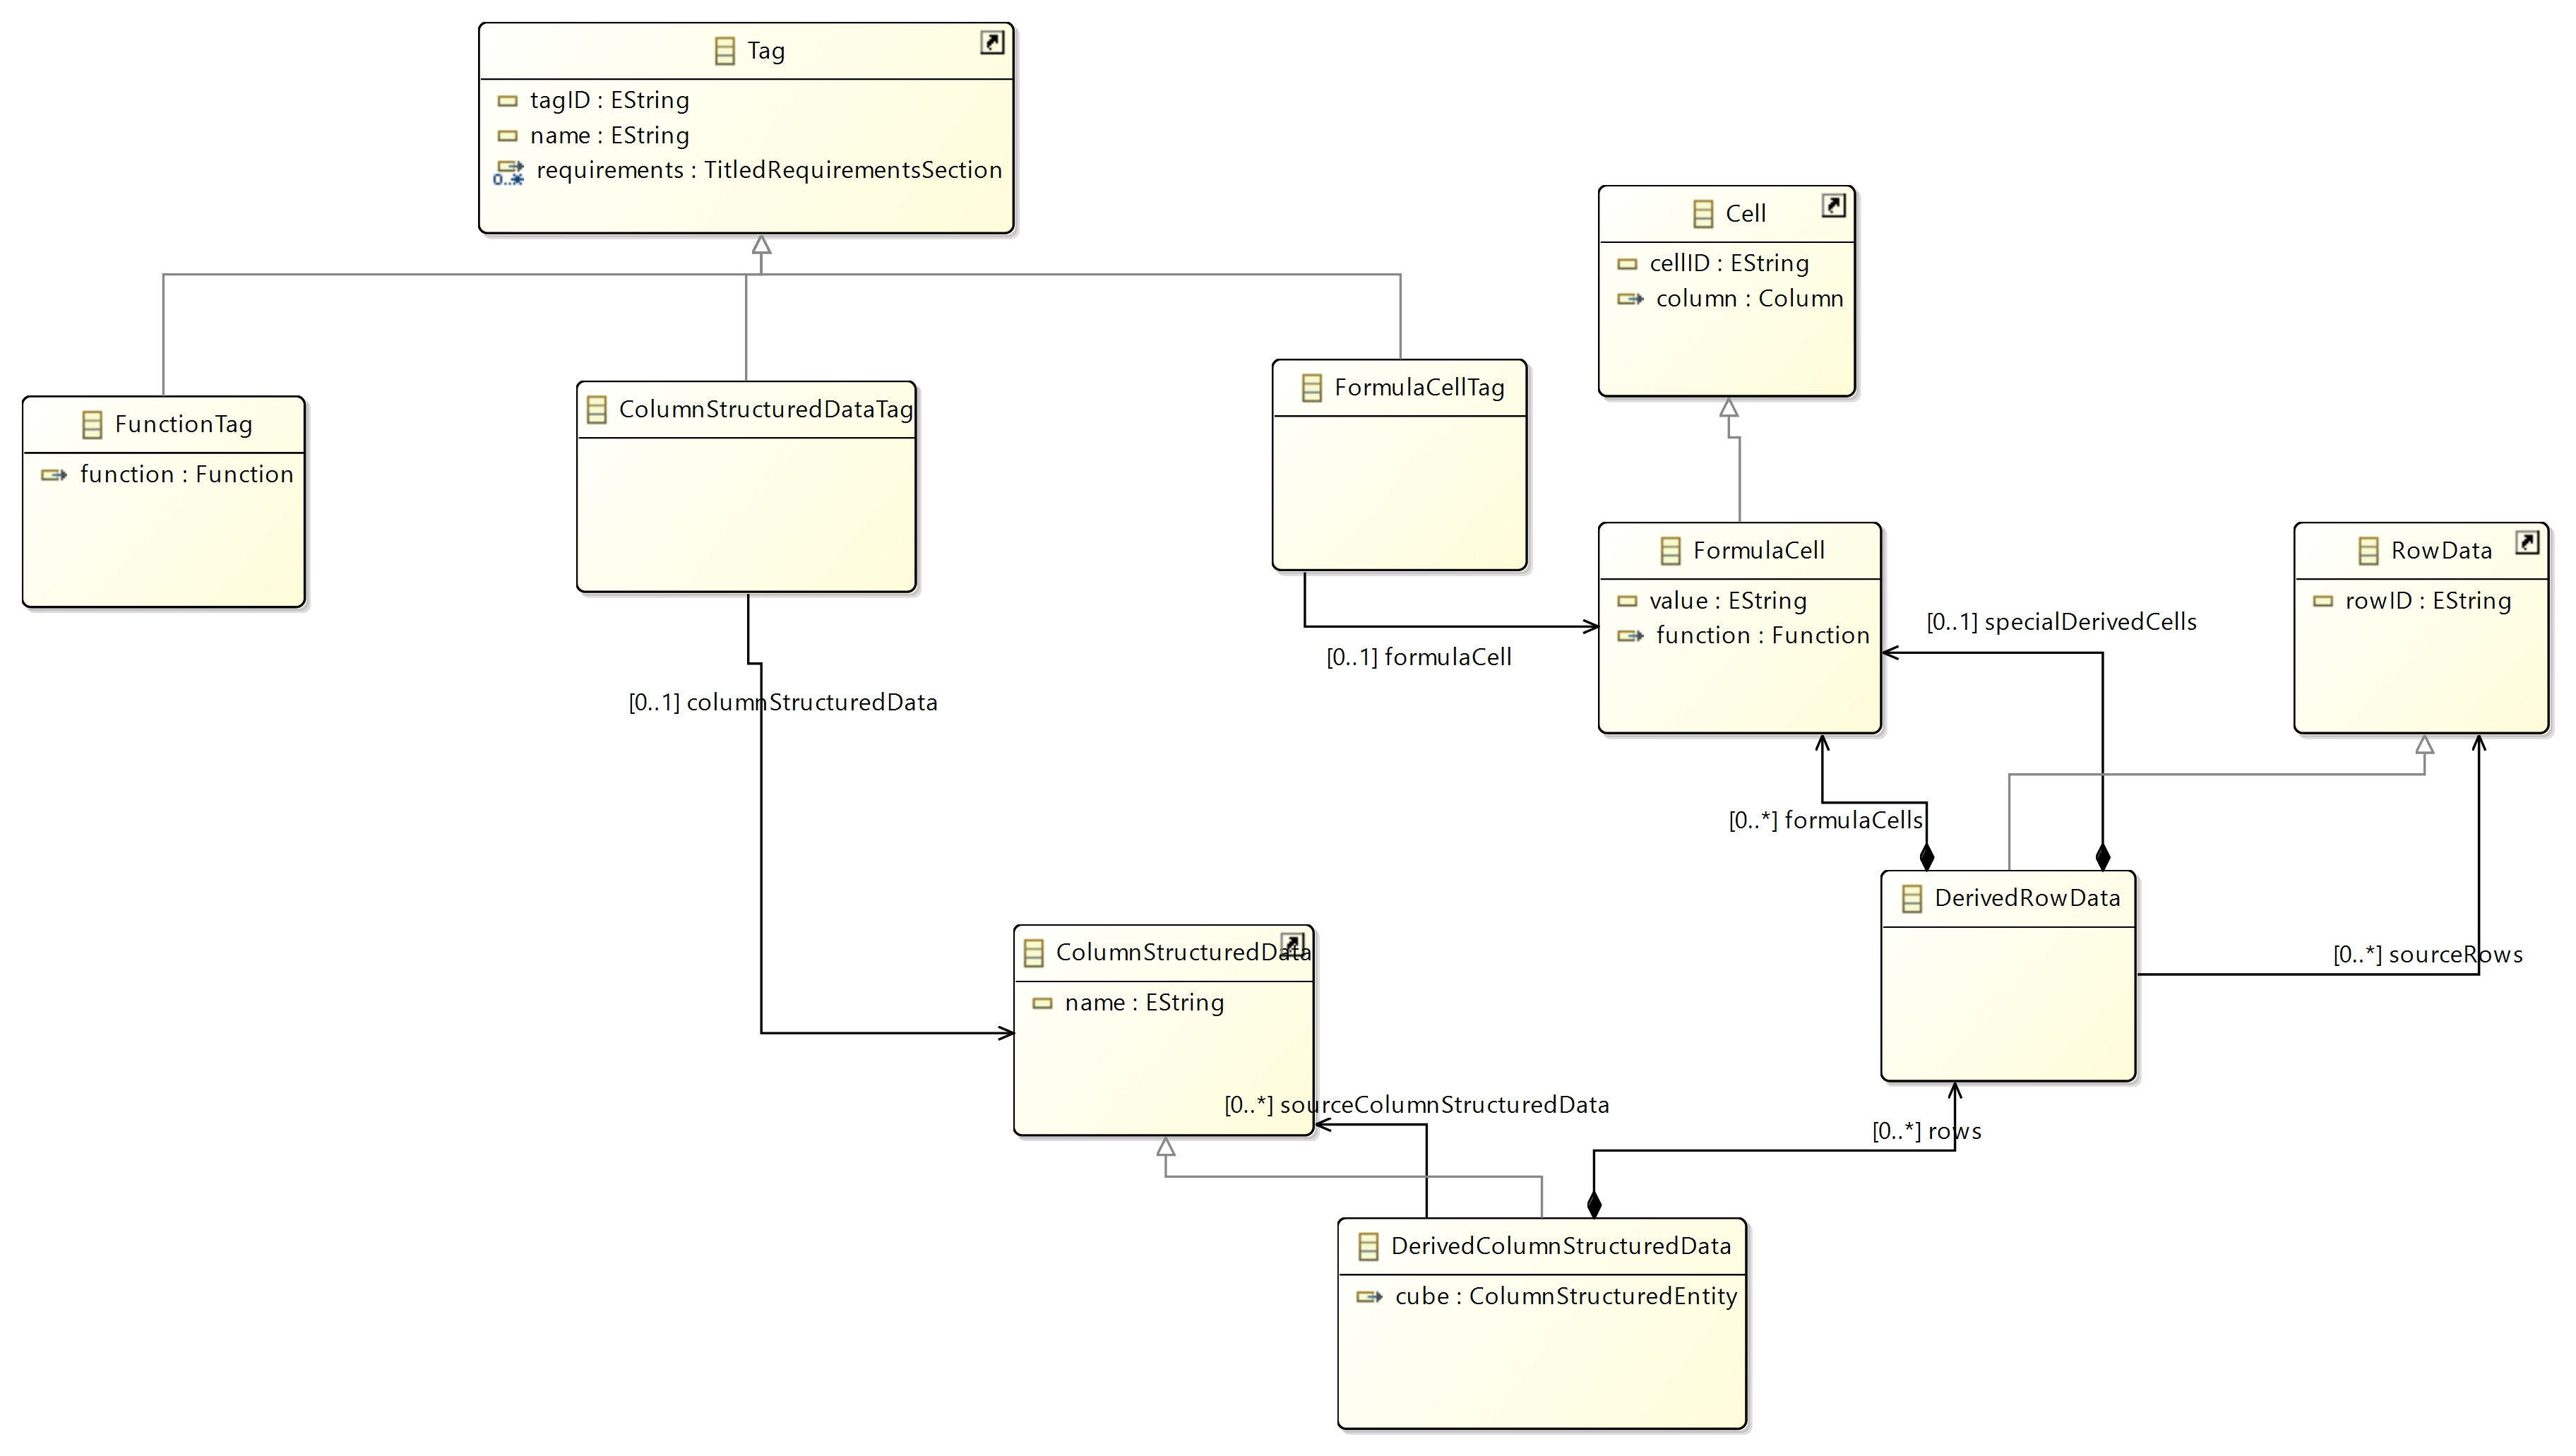 Tag
tagID : EString
name : EString
0..*
requirements : TitledRequirementsSection
Cell
cellID : EString
column : Column
FunctionTag
function : Function
ColumnStructuredDataTag
FormulaCellTag
FormulaCell
value : EString
function : Function
RowData
rowID : EString
[0..1] specialDerivedCells
[0..1] formulaCell
[0..1] columnStructuredData
[0..*] formulaCells
DerivedRowData
[0..*] sourceRows
ColumnStructuredData
name : EString
[0..*] sourceColumnStructuredData
[0..*] rows
DerivedColumnStructuredData
cube : ColumnStructuredEntity